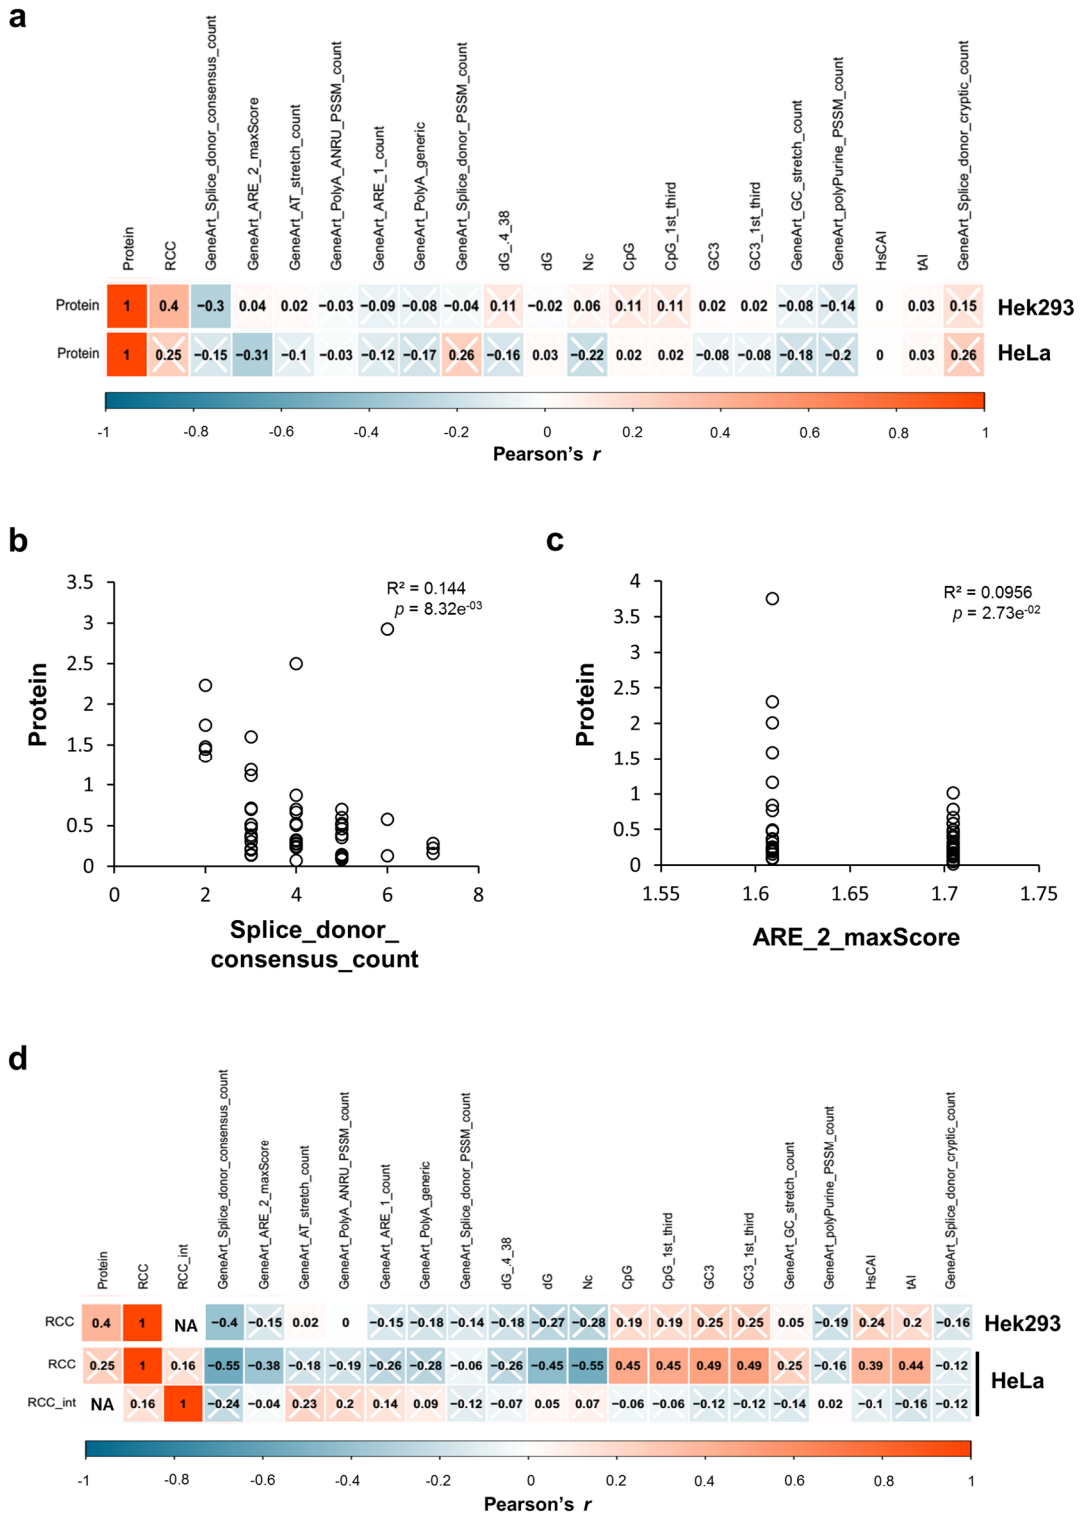 a
Protein
RCC
GeneArt_Splice_donor_consensus_count
GeneArt_ARE_2_maxScore
GeneArt_AT_stretch_count
GeneArt_PolyA_ANRU_PSSM_count
GeneArt_ARE_1_count
GeneArt_PolyA_generic
GeneArt_Splice_donor_PSSM_count
dG_.4_38
dG
Nc
CpG
CpG_1st_third
GC3
GC3_1st_third
GeneArt_GC_stretch_count
GeneArt_polyPurine_PSSM_count
HsCAI
tAI
GeneArt_Splice_donor_cryptic_count
Protein 1 0.4 −0.3 0.04 0.02 −0.03 −0.09 −0.08 −0.04 0.11 −0.02 0.06 0.11 0.11 0.02 0.02 −0.08 −0.14 0 0.03 0.15 Hek293
Protein 1 0.25 −0.15 −0.31 −0.1 −0.03 −0.12 −0.17 0.26 −0.16 0.03 −0.22 0.02 0.02 −0.08 −0.08 −0.18 −0.2 0 0.03 0.26 HeLa
-1 -0.8 -0.6 -0.4 -0.2 0 0.2 0.4 0.6 0.8 1
Pearson's r
b
R² = 0.144
p = 8.32e-03
3.5
3
2.5
2
1.5
1
0.5
0
Protein
0 2 4 6 8
Splice_donor_
consensus_count
c
R² = 0.0956
p = 2.73e-02
4
3.5
3
2.5
2
1.5
1
0.5
0
Protein
1.55 1.6 1.65 1.7 1.75
ARE_2_maxScore
d
Protein
RCC
RCC_int
GeneArt_Splice_donor_consensus_count
GeneArt_ARE_2_maxScore
GeneArt_AT_stretch_count
GeneArt_PolyA_ANRU_PSSM_count
GeneArt_ARE_1_count
GeneArt_PolyA_generic
GeneArt_Splice_donor_PSSM_count
dG_.4_38
dG
Nc
CpG
CpG_1st_third
GC3
GC3_1st_third
GeneArt_GC_stretch_count
GeneArt_polyPurine_PSSM_count
HsCAI
tAI
GeneArt_Splice_donor_cryptic_count
RCC 0.4 1 NA −0.4 −0.15 0.02 0 −0.15 −0.18 −0.14 −0.18 −0.27 −0.28 0.19 0.19 0.25 0.25 0.05 −0.19 0.24 0.2 −0.16 Hek293
RCC 0.25 1 0.16 −0.55 −0.38 −0.18 −0.19 −0.26 −0.28 −0.06 −0.26 −0.45 −0.55 0.45 0.45 0.49 0.49 0.25 −0.16 0.39 0.44 −0.12
HeLa
RCC_int NA 0.16 1 −0.24 −0.04 0.23 0.2 0.14 0.09 −0.12 −0.07 0.05 0.07 −0.06 −0.06 −0.12 −0.12 −0.14 0.02 −0.1 −0.16 −0.12
-1 -0.8 -0.6 -0.4 -0.2 0 0.2 0.4 0.6 0.8 1
Pearson's r